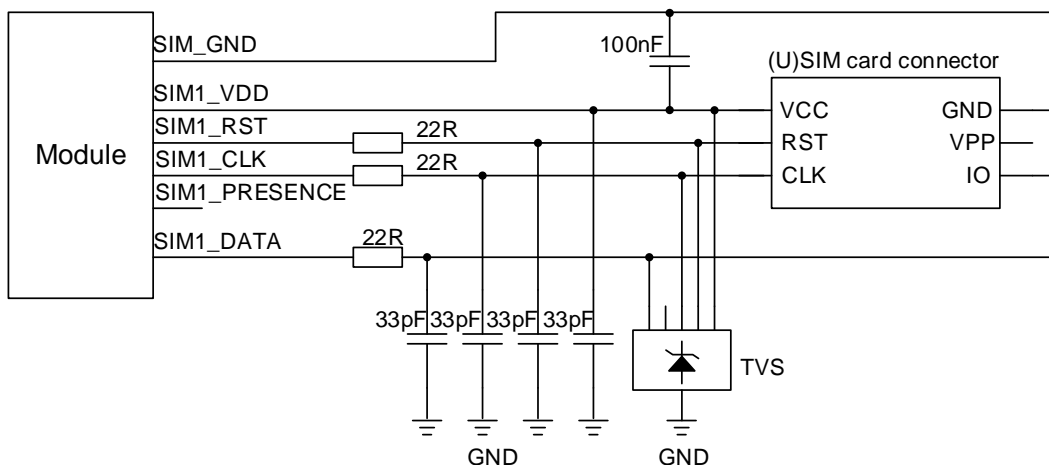 SIM_GND
100nF
(U)SIM card connector
SIM1_VDD
VCC GND
SIM1_RST
22R
RST VPP
Module
SIM1_CLK
22R
CLK IO
SIM1_PRESENCE
SIM1_DATA
22R
33pF 33pF 33pF 33pF
TVS
GND GND